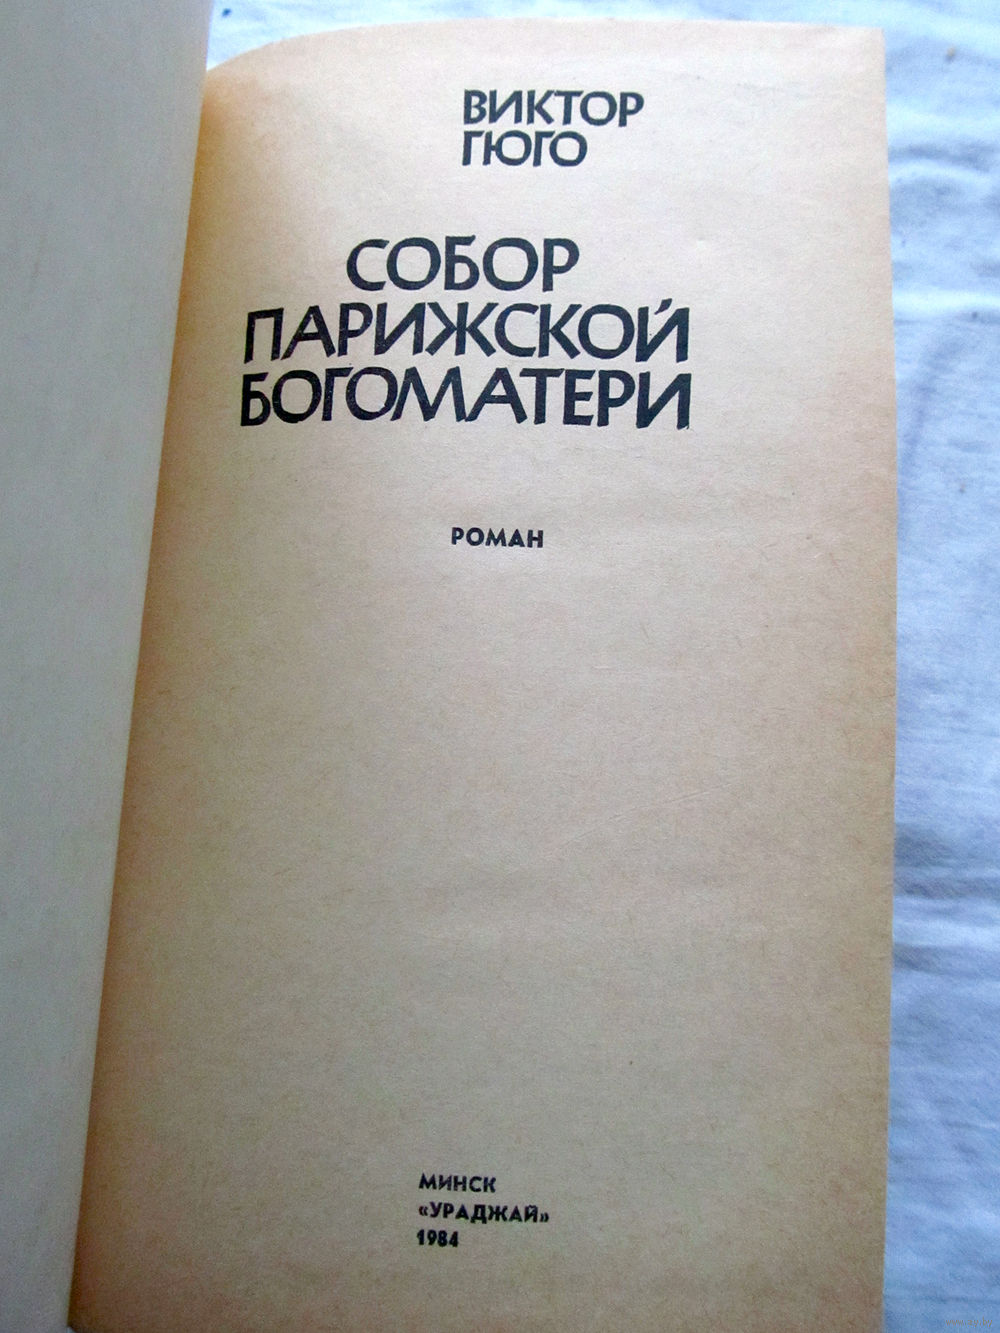 ВИКТОР
ГЮГО
СОБОР
ПАРИЖСКОЙ
БОГОМАТЕРИ
РОМАН
МИНСК
«УРАДЖАЙ»
1984